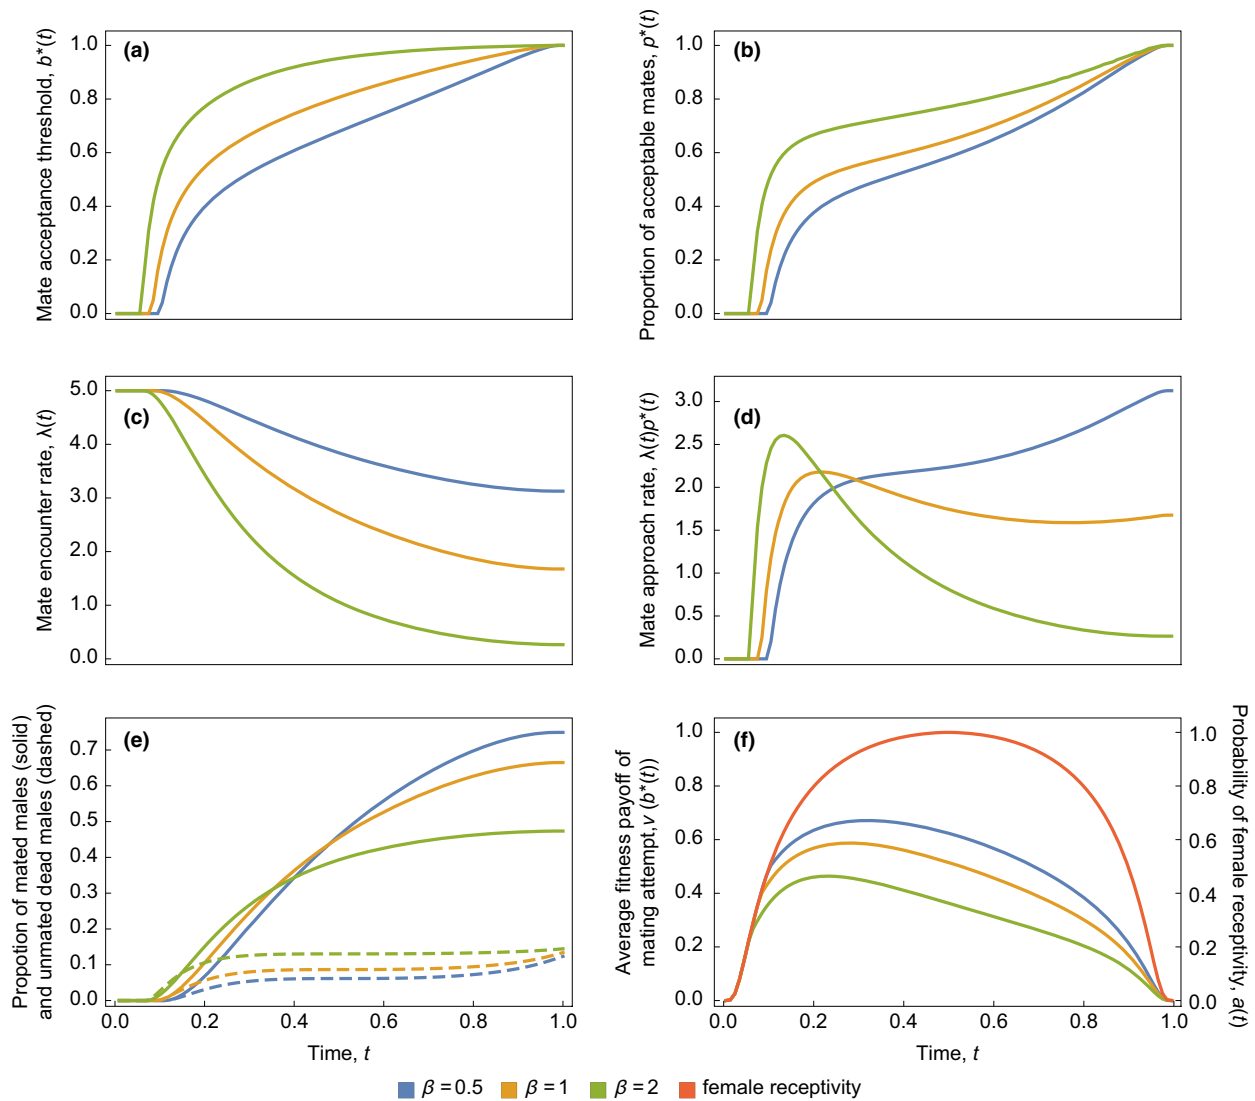 Mate acceptance threshold, b*(t)
1.0
0.8
0.6
0.4
0.2
0.0
(a)
Proportion of acceptable mates, p*(t)
1.0
0.8
0.6
0.4
0.2
0.0
(b)
Mate encounter rate, λ(t)
5.0
4.0
3.0
2.0
1.0
0.0
(c)
Mate approach rate, λ(t)p*(t)
3.0
2.5
2.0
1.5
1.0
0.5
0.0
(d)
Propotion of mated males (solid)
and unmated dead males (dashed)
0.7
0.6
0.5
0.4
0.3
0.2
0.1
0.0
(e)
0.0 0.2 0.4 0.6 0.8 1.0
Time, t
Average fitness payoff of
mating attempt,v (b*(t))
1.0
0.8
0.6
0.4
0.2
0.0
(f)
0.0 0.2 0.4 0.6 0.8 1.0
Time, t
1.0
0.8
0.6
0.4
0.2
0.0
Probability of female receptivity, a(t)
β = 0.5 β = 1 β = 2 female receptivity